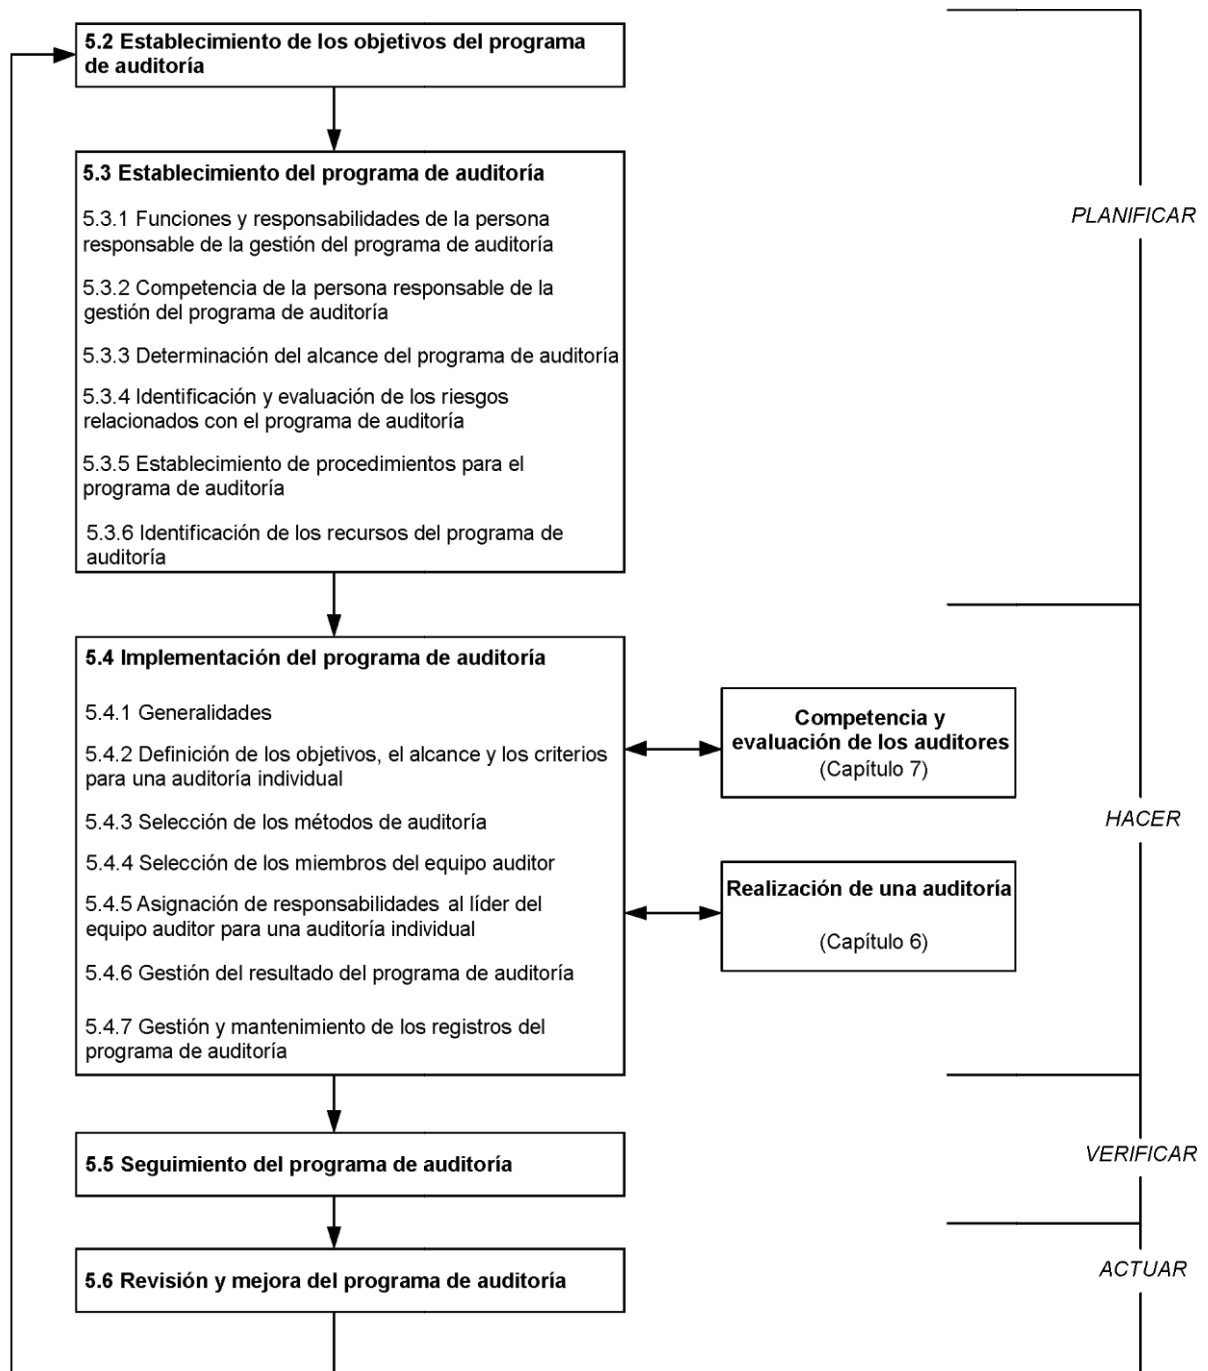 5.2 Establecimiento de los objetivos del programa
de auditoría
5.3 Establecimiento del programa de auditoría
5.3.1 Funciones y responsabilidades de la persona
responsable de la gestión del programa de auditoría
5.3.2 Competencia de la persona responsable de la
gestión del programa de auditoría
5.3.3 Determinación del alcance del programa de auditoría
5.3.4 Identificación y evaluación de los riesgos
relacionados con el programa de auditoría
5.3.5 Establecimiento de procedimientos para el
programa de auditoría
5.3.6 Identificación de los recursos del programa de
auditoría
PLANIFICAR
5.4 Implementación del programa de auditoría
5.4.1 Generalidades
5.4.2 Definición de los objetivos, el alcance y los criterios
para una auditoría individual
5.4.3 Selección de los métodos de auditoría
5.4.4 Selección de los miembros del equipo auditor
5.4.5 Asignación de responsabilidades al líder del
equipo auditor para una auditoría individual
5.4.6 Gestión del resultado del programa de auditoría
5.4.7 Gestión y mantenimiento de los registros del
programa de auditoría
Competencia y
evaluación de los auditores
(Capítulo 7)
Realización de una auditoría
(Capítulo 6)
HACER
5.5 Seguimiento del programa de auditoría
VERIFICAR
5.6 Revisión y mejora del programa de auditoría
ACTUAR